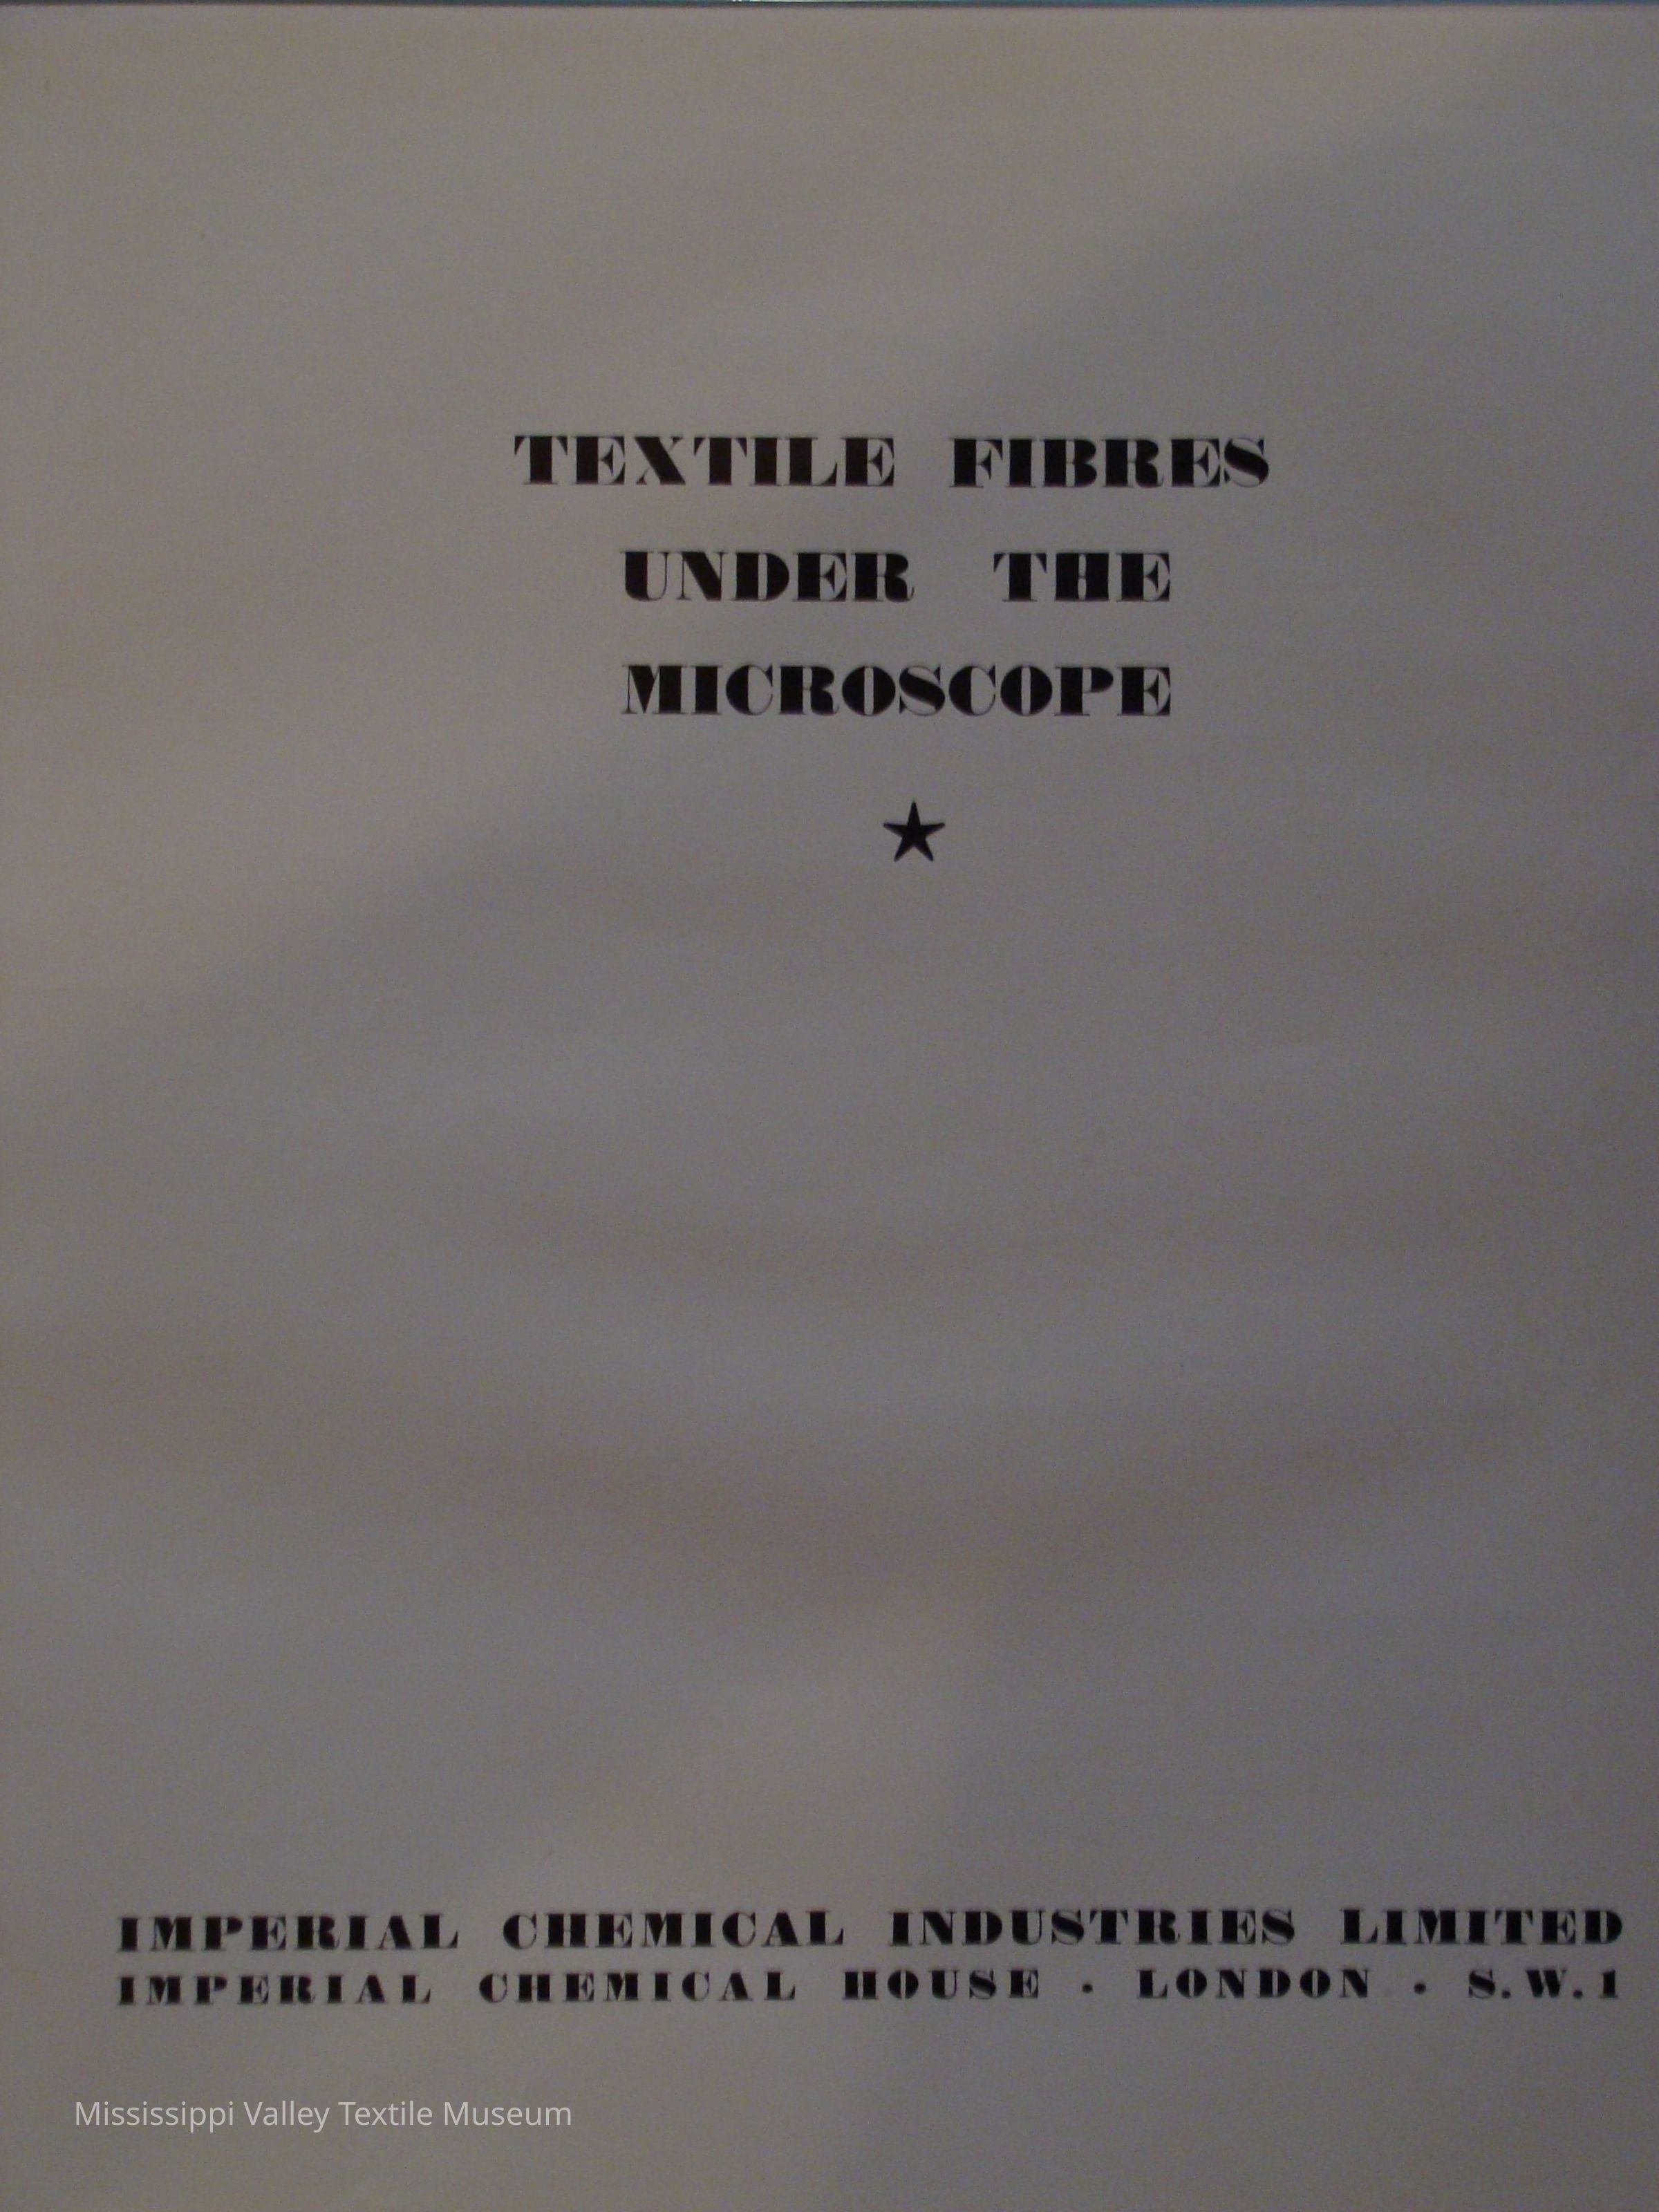 TEXTILE FIBRES
UNDER THE
MICROSCOPE
★
IMPERIAL CHEMICAL INDUSTRIES LIMITED
IMPERIAL CHEMICAL HOUSE · LONDON · S.W.1
Mississippi Valley Textile Museum